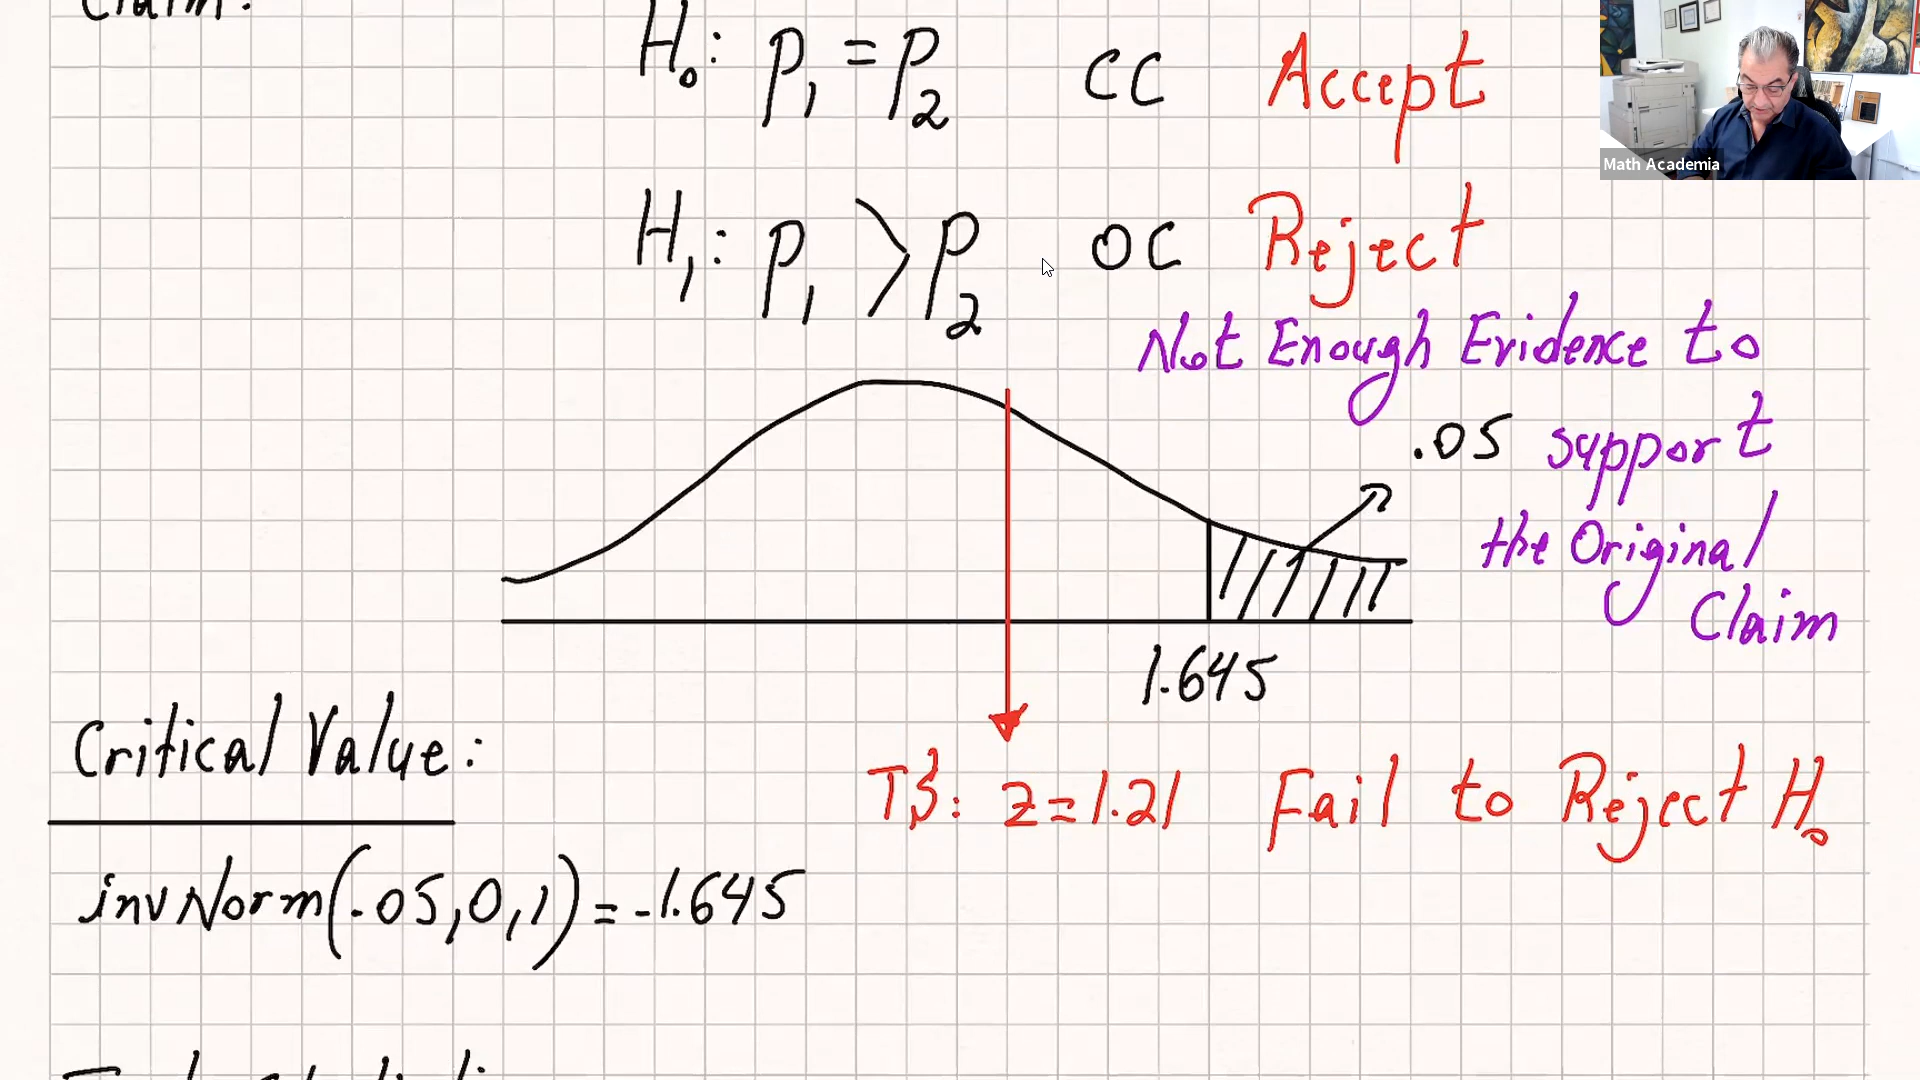 Claim:
H₀: p₁ = p₂ CC Accept
Math Academia
H₁: p₁ > p₂ OC Reject
Not Enough Evidence to
.05 support
the Original
Claim
1.645
Critical Value:
TS: z=1.21 Fail to Reject H₀
invNorm(.05,0,1)=-1.645